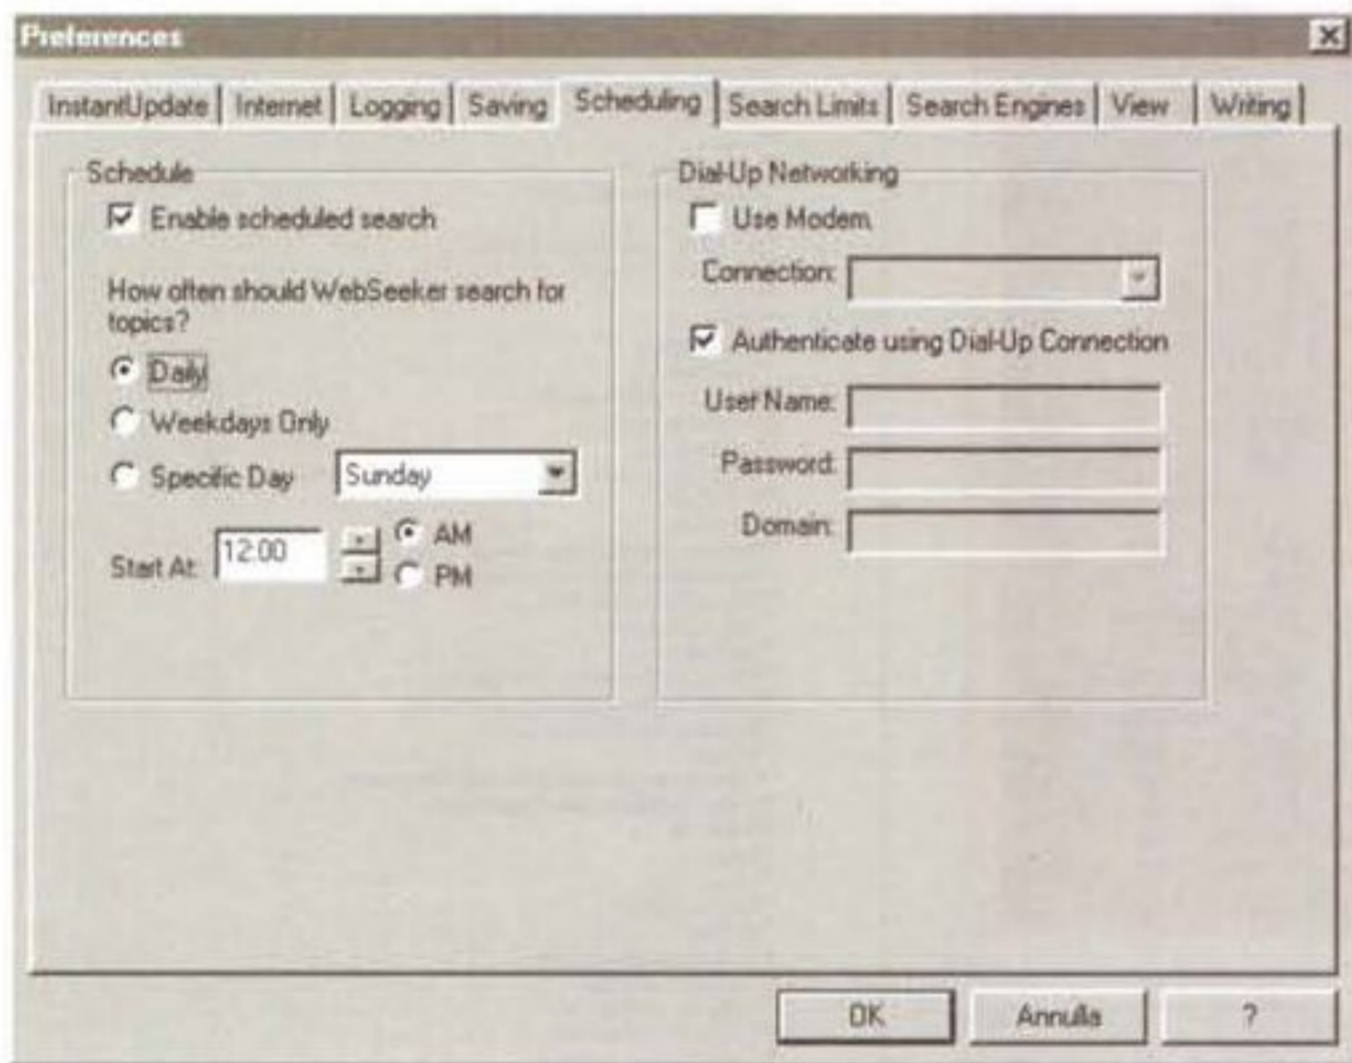 Preferences
InstantUpdate Internet Logging Saving Scheduling Search Limits Search Engines View Writing
Schedule
Enable scheduled search
How often should WebSeeker search for
topics?
Daily
Weekdays Only
Specific Day Sunday
Start At: 12:00 AM
PM
Dial-Up Networking
Use Modem
Connection:
Authenticate using Dial-Up Connection
User Name:
Password:
Domain:
OK Annulla ?